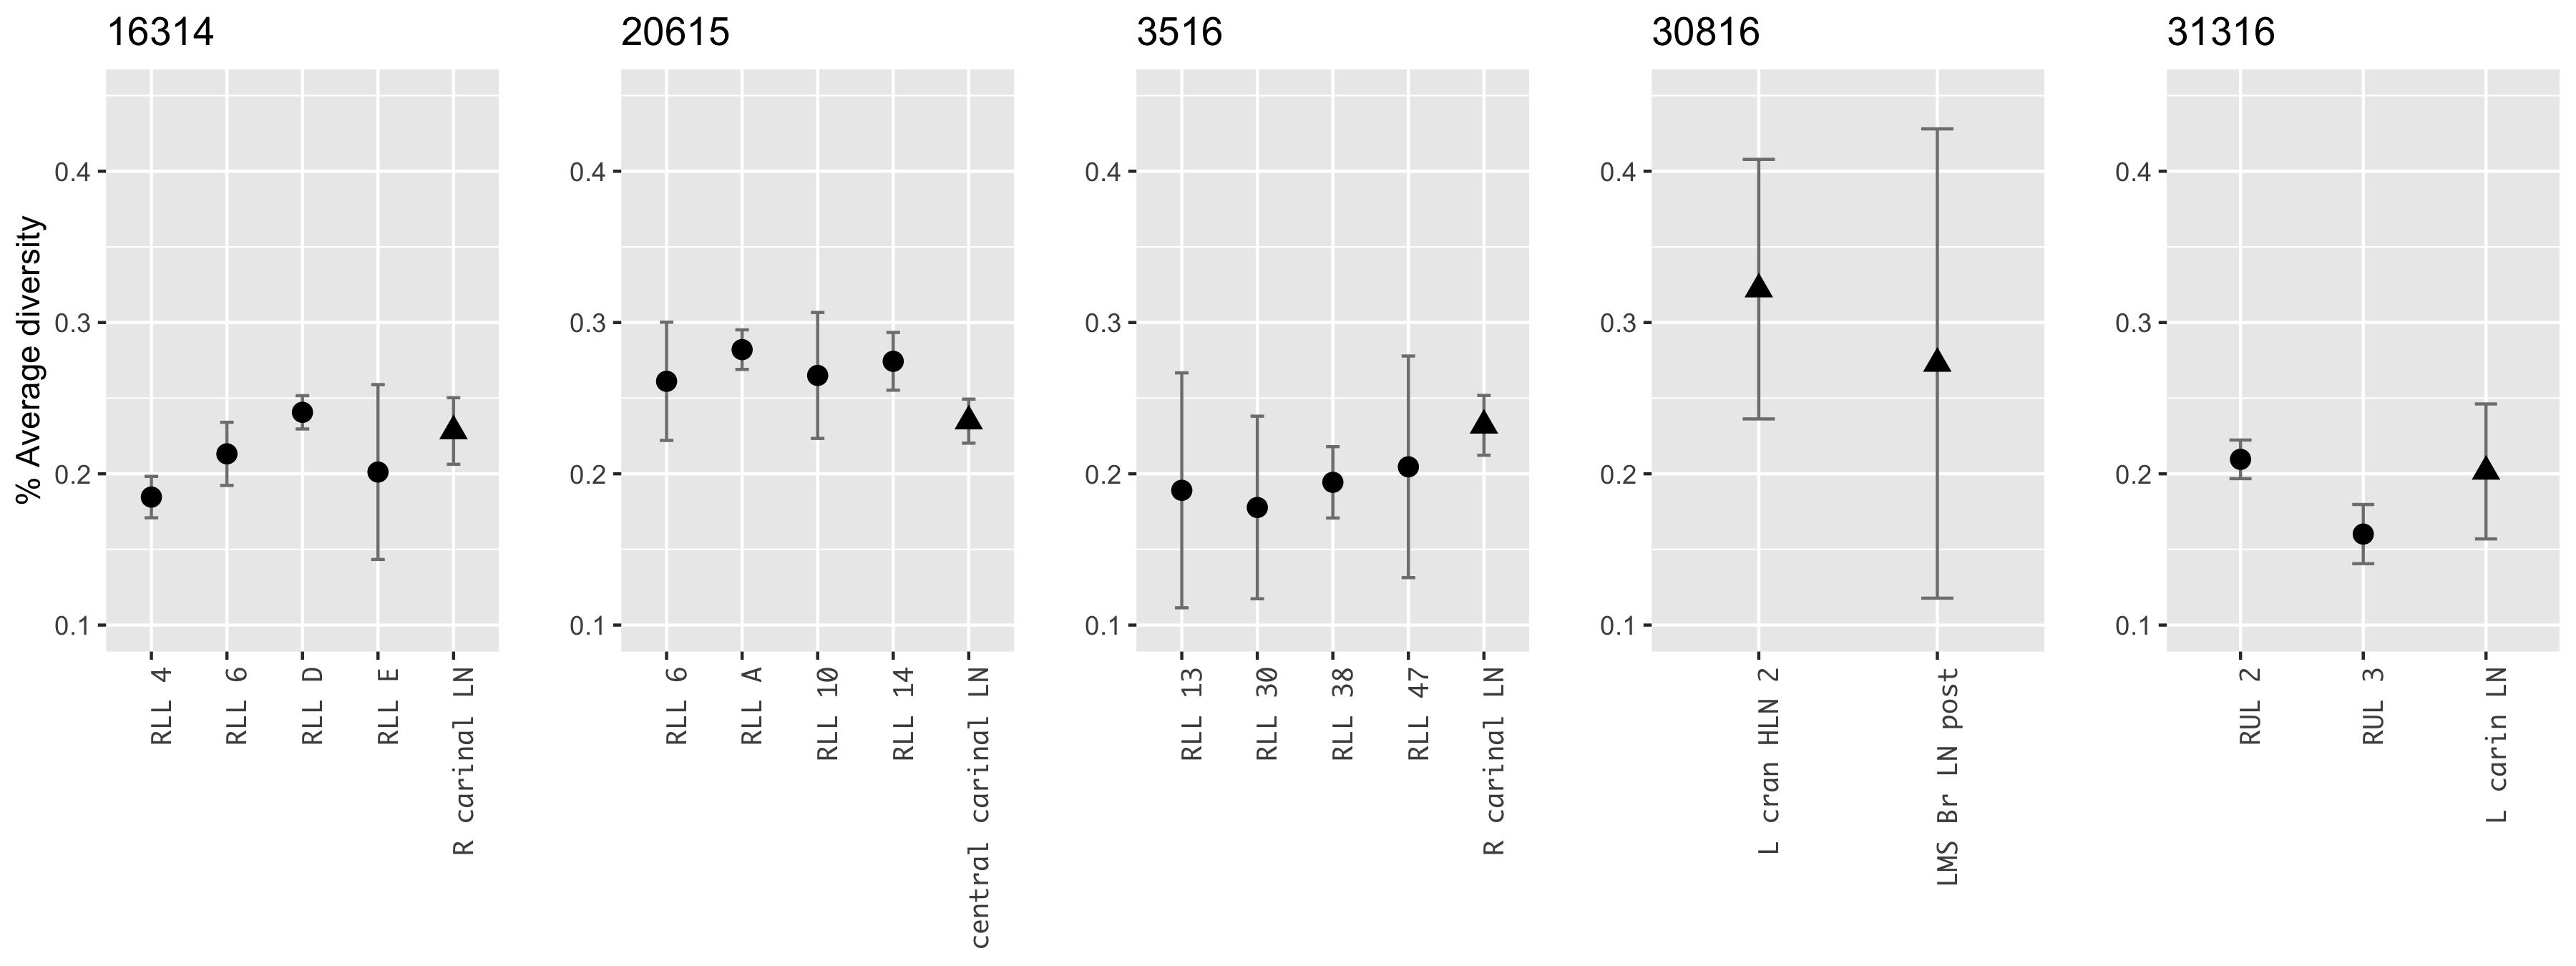 16314 20615 3516 30816 31316
% Average diversity
0.4 0.4 0.4 0.4 0.4
0.3 0.3 0.3 0.3 0.3
0.2 0.2 0.2 0.2 0.2
0.1 0.1 0.1 0.1 0.1
RLL 4
RLL 6
RLL D
RLL E
R carinal LN
RLL 6
RLL A
RLL 10
RLL 14
central carinal LN
RLL 13
RLL 30
RLL 38
RLL 47
R carinal LN
L cran HLN 2
LMS Br LN post
RUL 2
RUL 3
L carin LN